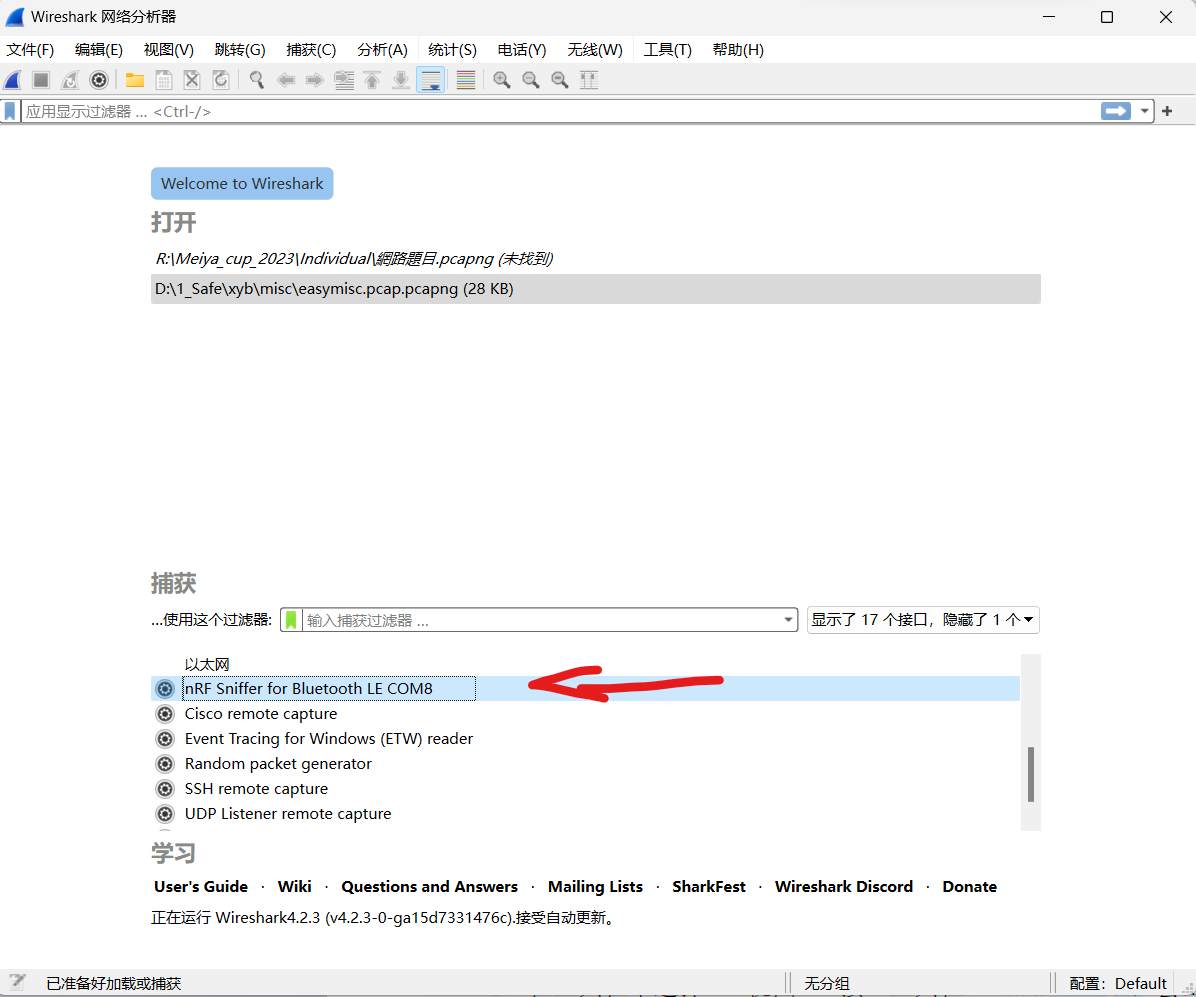 Wireshark 网络分析器
文件(F) 编辑(E) 视图(V) 跳转(G) 捕获(C) 分析(A) 统计(S) 电话(Y) 无线(W) 工具(T) 帮助(H)
应用显示过滤器 … <Ctrl-/>
Welcome to Wireshark
打开
R:\Meiya_cup_2023\Individual\網路題目.pcapng (未找到)
D:\1_Safe\xyb\misc\easymisc.pcap.pcapng (28 KB)
捕获
…使用这个过滤器: 输入捕获过滤器 … 显示了 17 个接口，隐藏了 1 个
以太网
nRF Sniffer for Bluetooth LE COM8
Cisco remote capture
Event Tracing for Windows (ETW) reader
Random packet generator
SSH remote capture
UDP Listener remote capture
学习
User's Guide · Wiki · Questions and Answers · Mailing Lists · SharkFest · Wireshark Discord · Donate
正在运行 Wireshark4.2.3 (v4.2.3-0-ga15d7331476c).接受自动更新。
已准备好加载或捕获 无分组 配置：Default